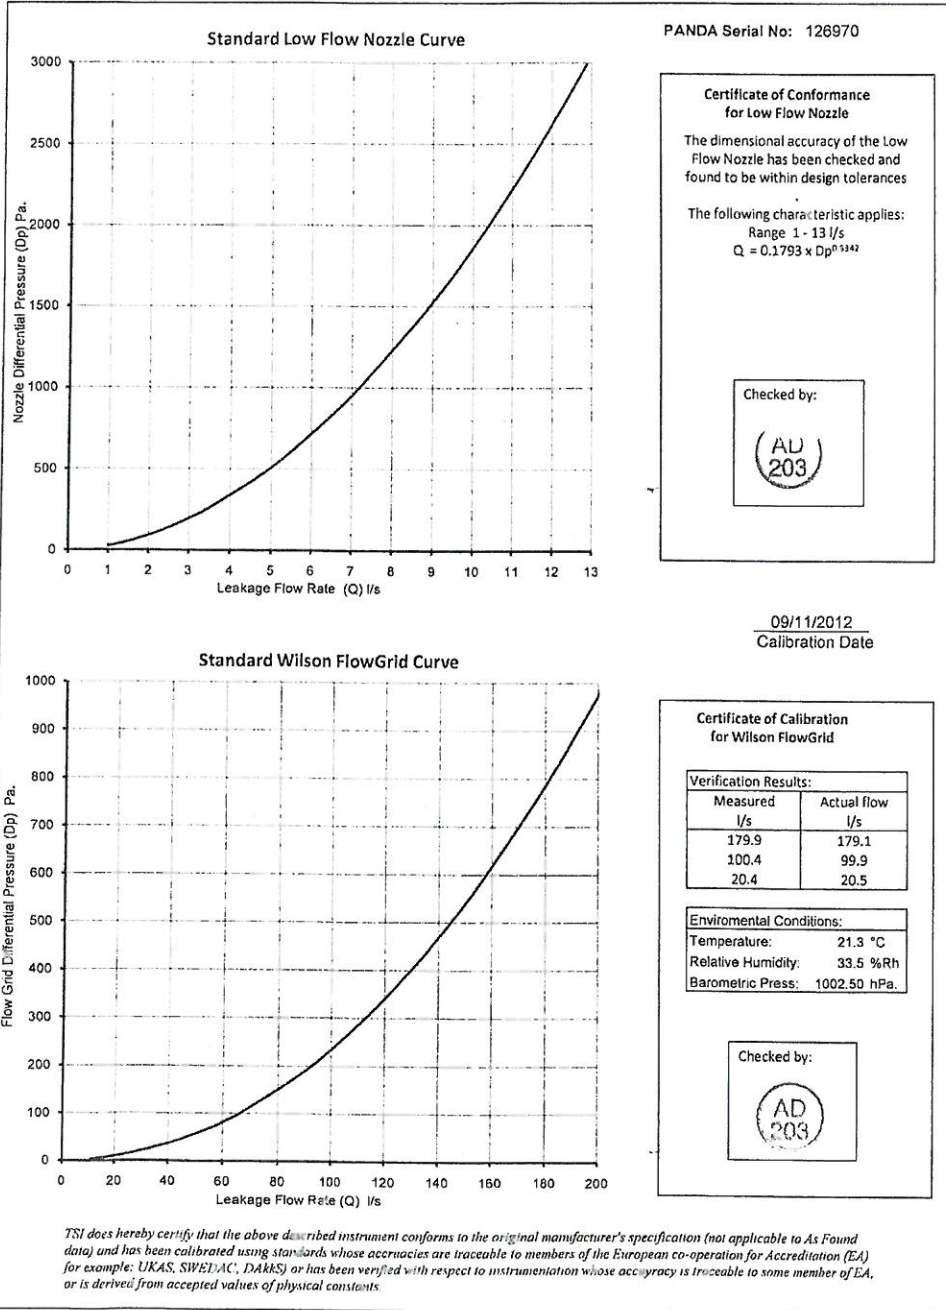 PANDA Serial No: 126970
Standard Low Flow Nozzle Curve
Nozzle Differential Pressure (Dp) Pa.
3000
2500
2000
1500
1000
500
0
0 1 2 3 4 5 6 7 8 9 10 11 12 13
Leakage Flow Rate (Q) l/s
Certificate of Conformance
for Low Flow Nozzle
The dimensional accuracy of the Low
Flow Nozzle has been checked and
found to be within design tolerances
The following characteristic applies:
Range 1 - 13 l/s
Q = 0.1793 x Dp^0.5342
Checked by:
AD
203
09/11/2012
Calibration Date
Standard Wilson FlowGrid Curve
Flow Grid Differential Pressure (Dp) Pa.
1000
900
800
700
600
500
400
300
200
100
0
0 20 40 60 80 100 120 140 160 180 200
Leakage Flow Rate (Q) l/s
Certificate of Calibration
for Wilson FlowGrid
Verification Results:
Measured Actual flow
l/s l/s
179.9 179.1
100.4 99.9
20.4 20.5
Enviromental Conditions:
Temperature: 21.3 °C
Relative Humidity: 33.5 %Rh
Barometric Press: 1002.50 hPa.
Checked by:
AD
203
TSI does hereby certify that the above described instrument conforms to the original manufacturer's specification (not applicable to As Found
data) and has been calibrated using standards whose accruacies are traceable to members of the European co-operation for Accreditation (EA)
for example: UKAS, SWEDAC, DAkkS) or has been verified with respect to instrumentation whose accuyracy is traceable to some member of EA,
or is derived from accepted values of physical constants